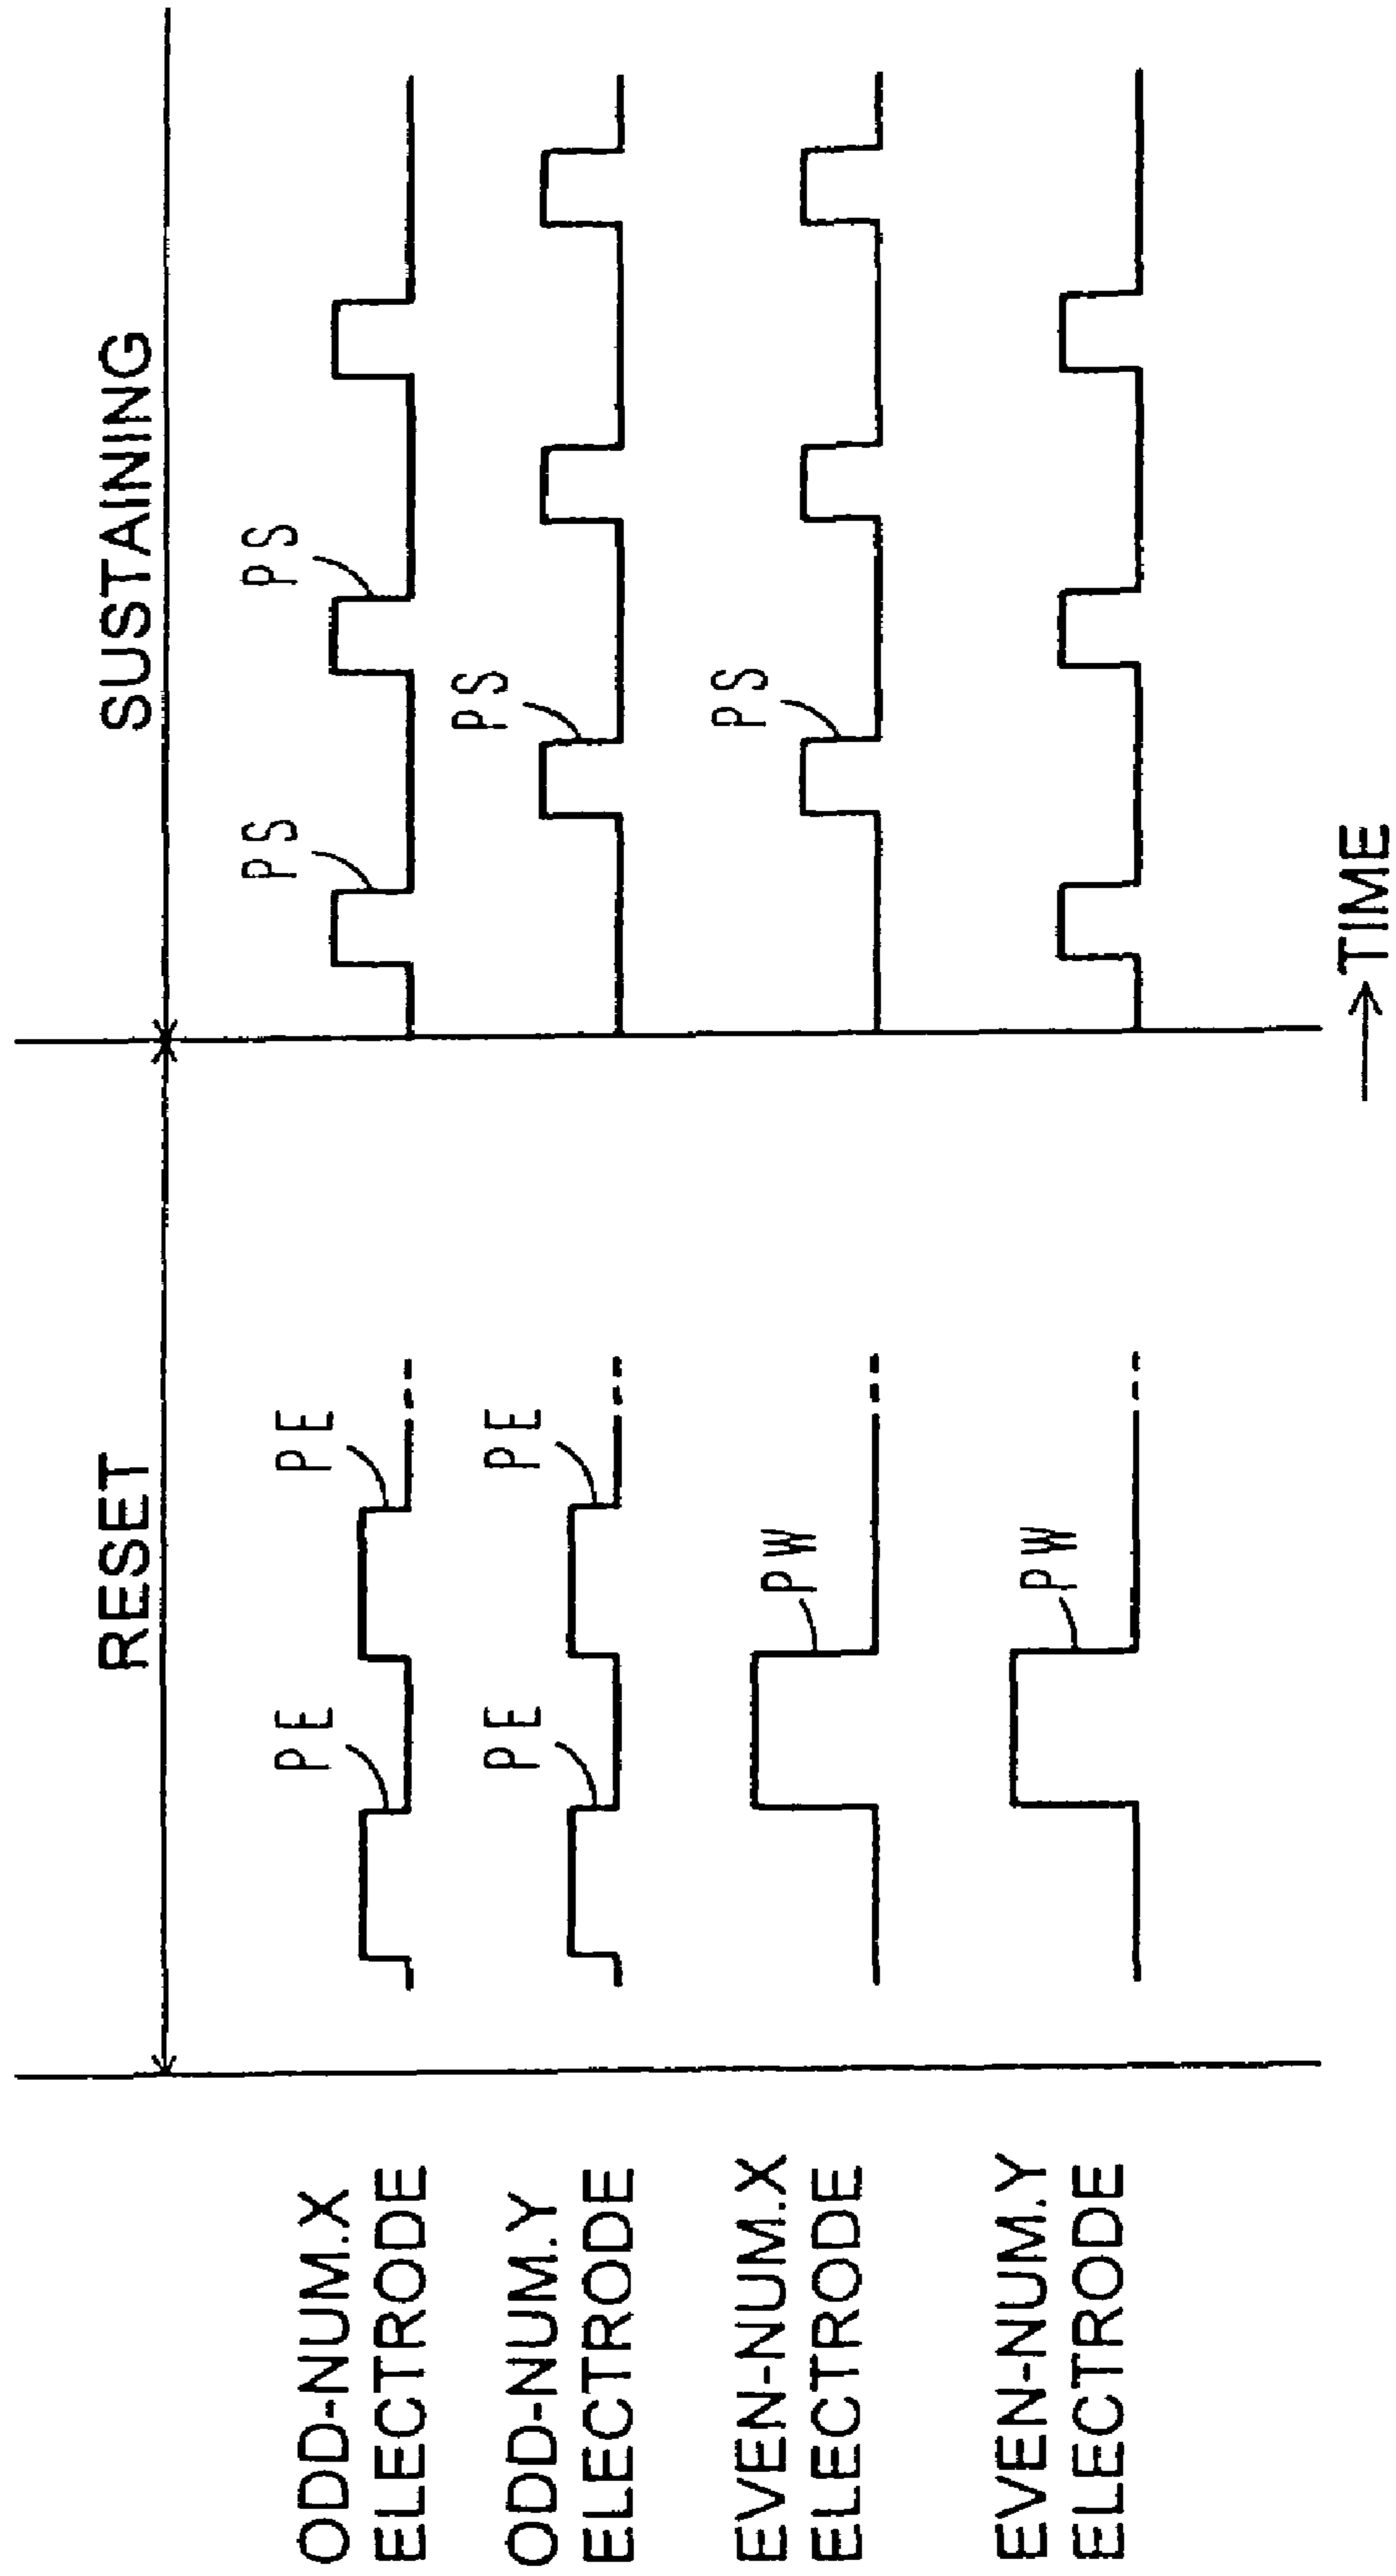 RESET
SUSTAINING
ODD-NUM.X
ELECTRODE
PE
PE
PS
PS
ODD-NUM.Y
ELECTRODE
PE
PE
PS
EVEN-NUM.X
ELECTRODE
PW
PS
EVEN-NUM.Y
ELECTRODE
PW
→TIME